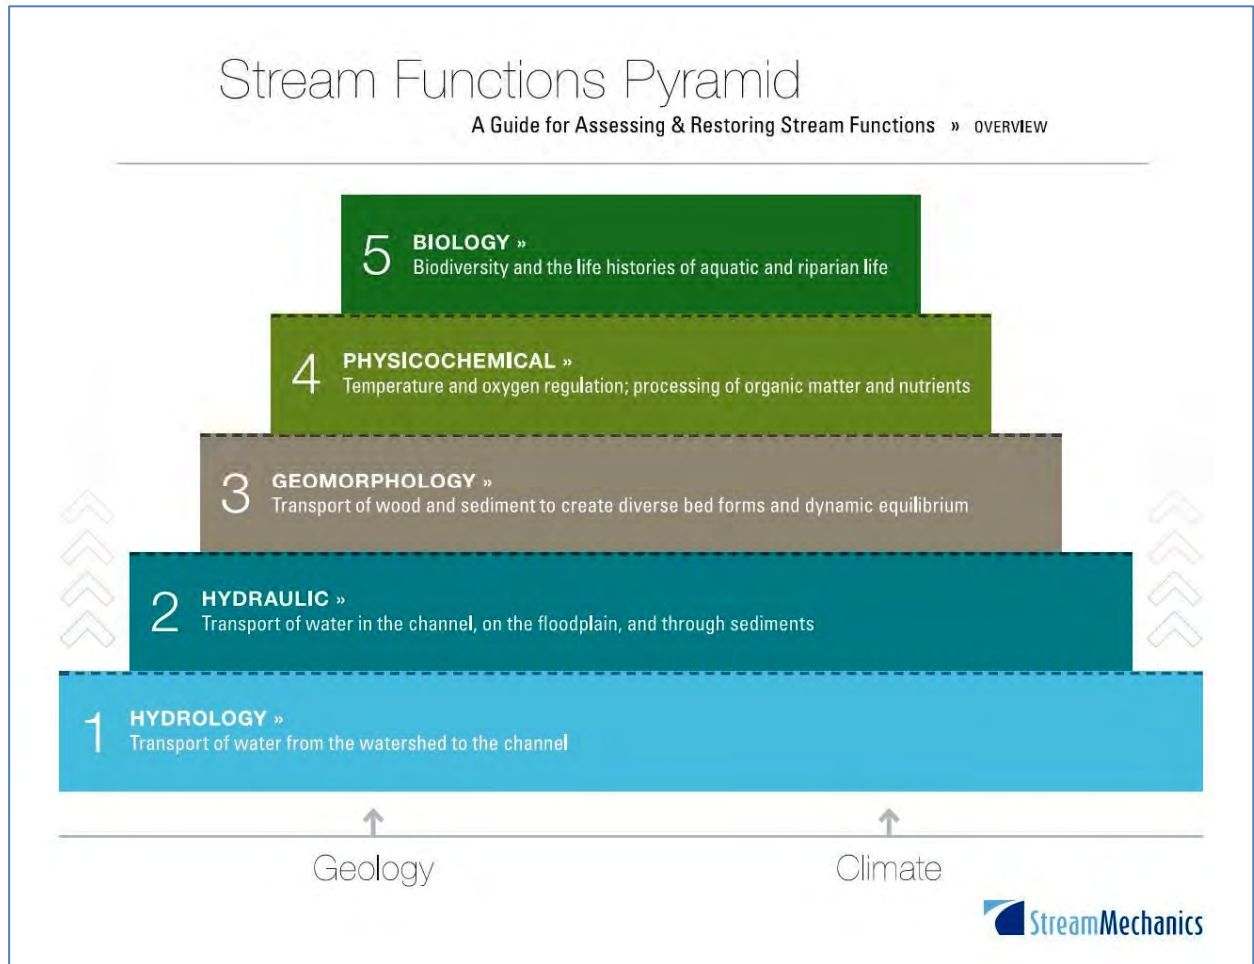 Stream Functions Pyramid
A Guide for Assessing & Restoring Stream Functions » OVERVIEW
5 BIOLOGY »
Biodiversity and the life histories of aquatic and riparian life
4 PHYSICOCHEMICAL »
Temperature and oxygen regulation; processing of organic matter and nutrients
3 GEOMORPHOLOGY »
Transport of wood and sediment to create diverse bed forms and dynamic equilibrium
2 HYDRAULIC »
Transport of water in the channel, on the floodplain, and through sediments
1 HYDROLOGY »
Transport of water from the watershed to the channel
Geology Climate
StreamMechanics